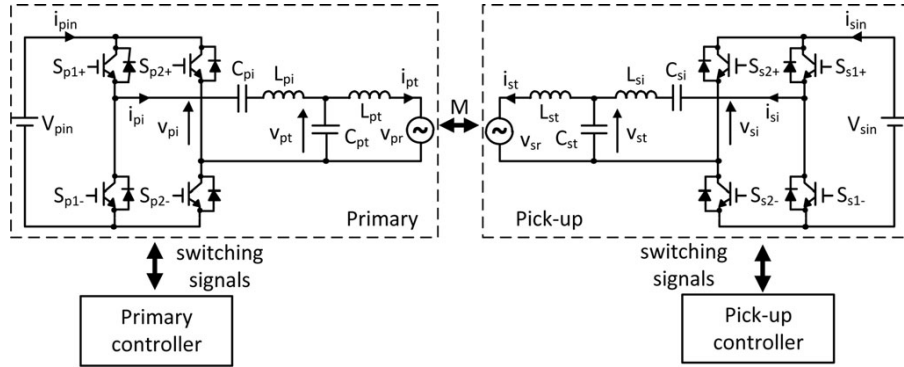 i_pin
S_p1+
S_p2+
C_pi
L_pi
i_pt
i_pi
v_pi
V_pin
v_pt
C_pt
L_pt
v_pr
S_p1-
S_p2-
Primary
M
i_sin
i_st
L_si
C_si
S_s2+
S_s1+
L_st
v_sr
C_st
v_st
v_si
i_si
V_sin
S_s2-
S_s1-
Pick-up
switching
signals
Primary
controller
switching
signals
Pick-up
controller